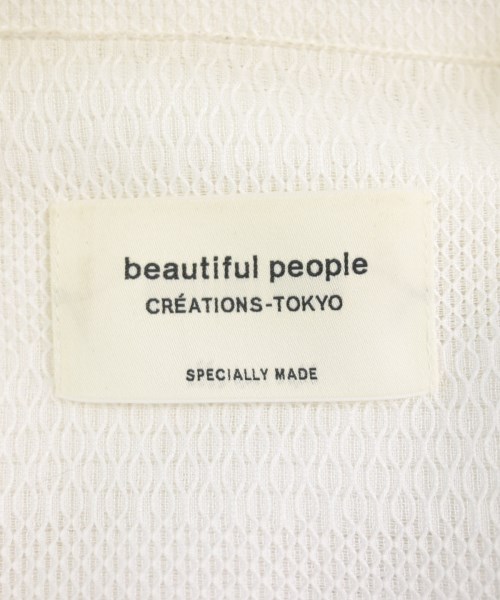 beautiful people
CRÉATIONS-TOKYO
SPECIALLY MADE